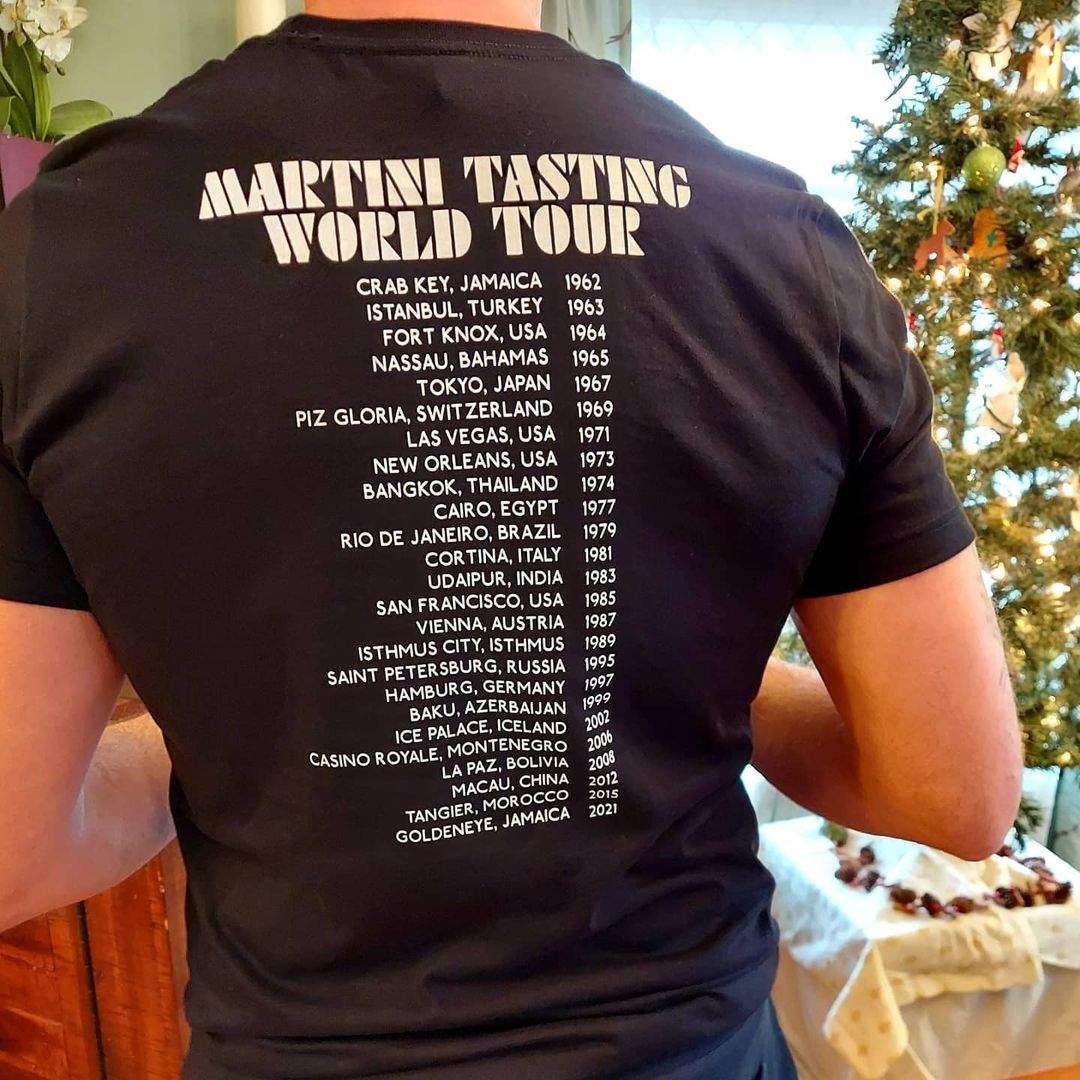 MARTINI TASTING
WORLD TOUR
CRAB KEY, JAMAICA 1962
ISTANBUL, TURKEY 1963
FORT KNOX, USA 1964
NASSAU, BAHAMAS 1965
TOKYO, JAPAN 1967
PIZ GLORIA, SWITZERLAND 1969
LAS VEGAS, USA 1971
NEW ORLEANS, USA 1973
BANGKOK, THAILAND 1974
CAIRO, EGYPT 1977
RIO DE JANEIRO, BRAZIL 1979
CORTINA, ITALY 1981
UDAIPUR, INDIA 1983
SAN FRANCISCO, USA 1985
VIENNA, AUSTRIA 1987
ISTHMUS CITY, ISTHMUS 1989
SAINT PETERSBURG, RUSSIA 1995
HAMBURG, GERMANY 1997
BAKU, AZERBAIJAN 1999
ICE PALACE, ICELAND 2002
CASINO ROYALE, MONTENEGRO 2006
LA PAZ, BOLIVIA 2008
MACAU, CHINA 2012
TANGIER, MOROCCO 2015
GOLDENEYE, JAMAICA 2021